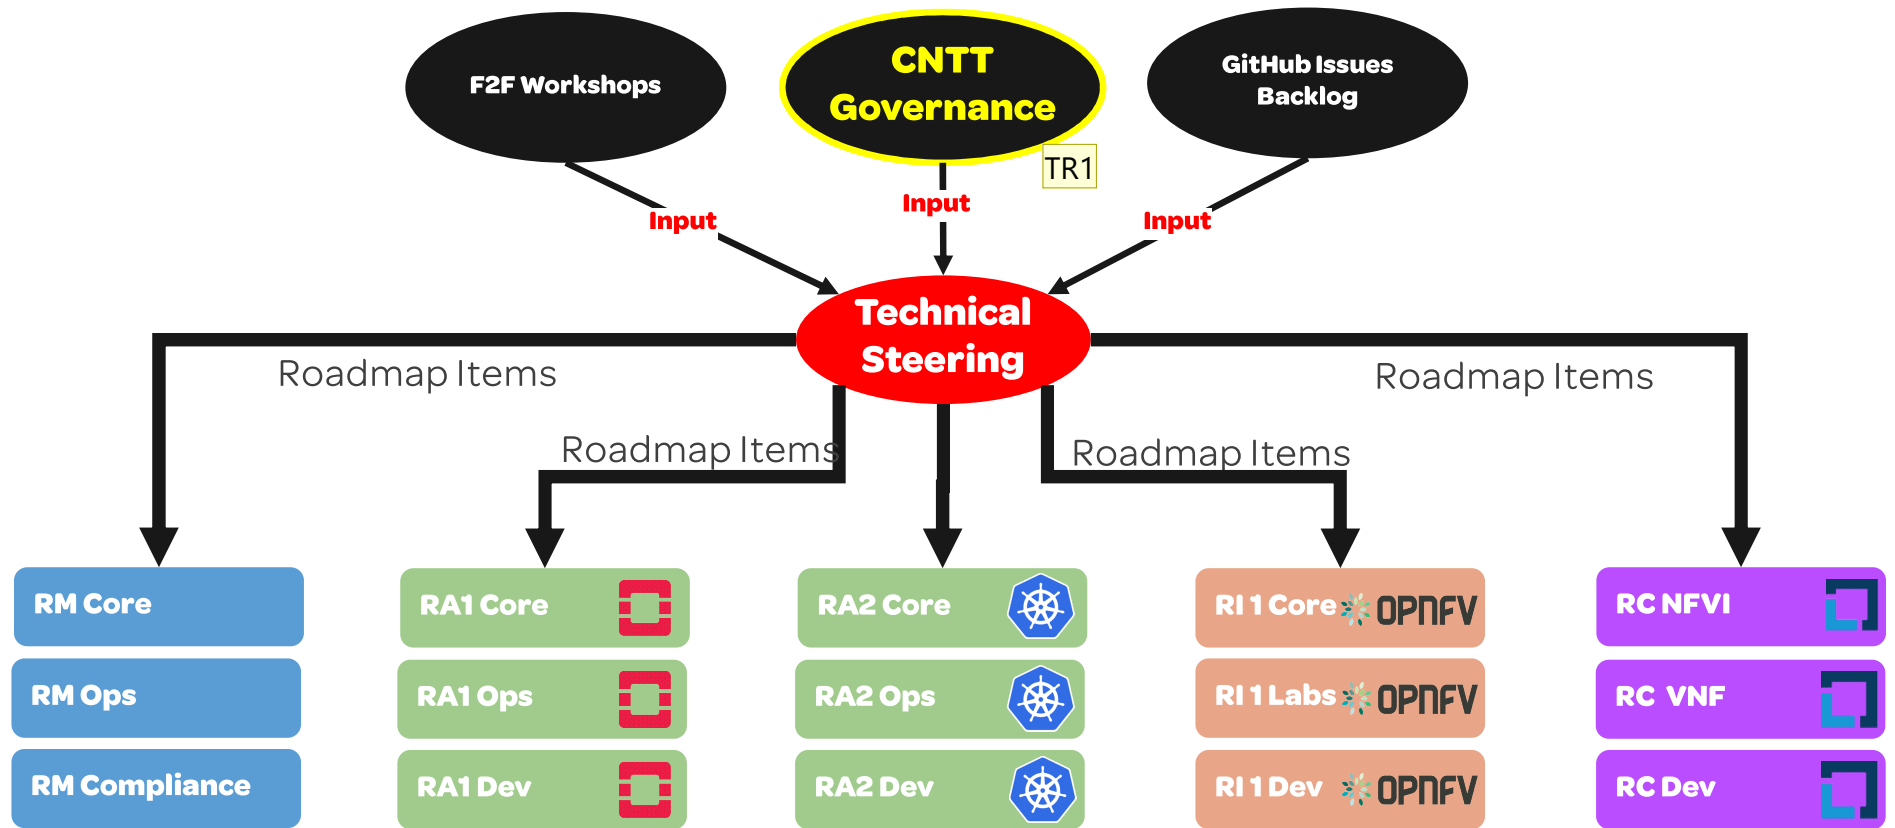 F2F Workshops
CNTT
Governance
GitHub Issues
Backlog
TR1
Input
Input
Input
Technical
Steering
Roadmap Items
Roadmap Items
Roadmap Items
Roadmap Items
RM Core
RA1 Core
RA2 Core
RI 1 Core OPNFV
RC NFVI
RM Ops
RA1 Ops
RA2 Ops
RI 1 Labs OPNFV
RC VNF
RM Compliance
RA1 Dev
RA2 Dev
RI 1 Dev OPNFV
RC Dev